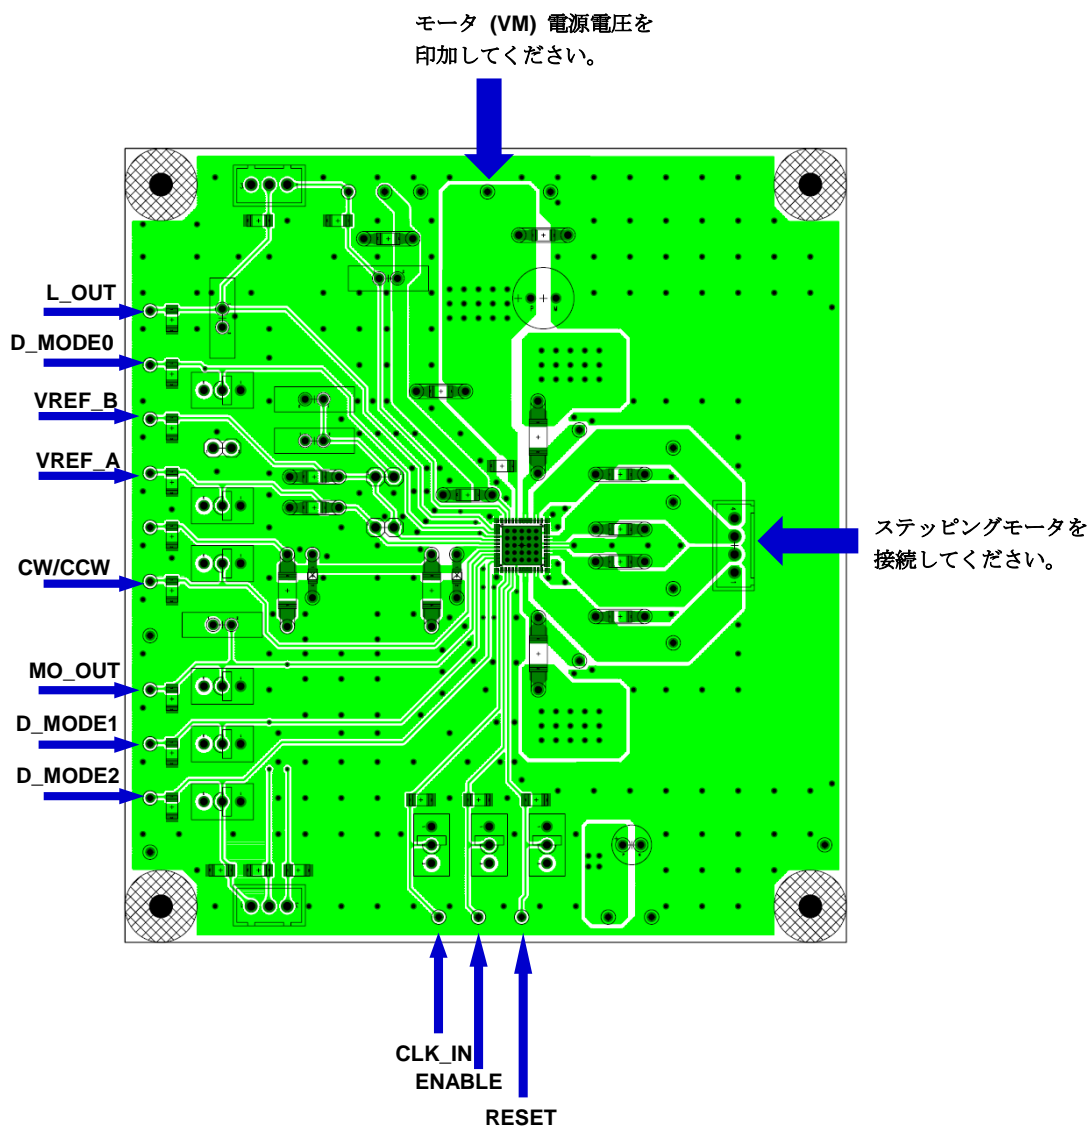 モータ (VM) 電源電圧を
印加してください。
L_OUT
D_MODE0
VREF_B
VREF_A
ステッピングモータを
接続してください。
CW/CCW
MO_OUT
D_MODE1
D_MODE2
CLK_IN
ENABLE
RESET